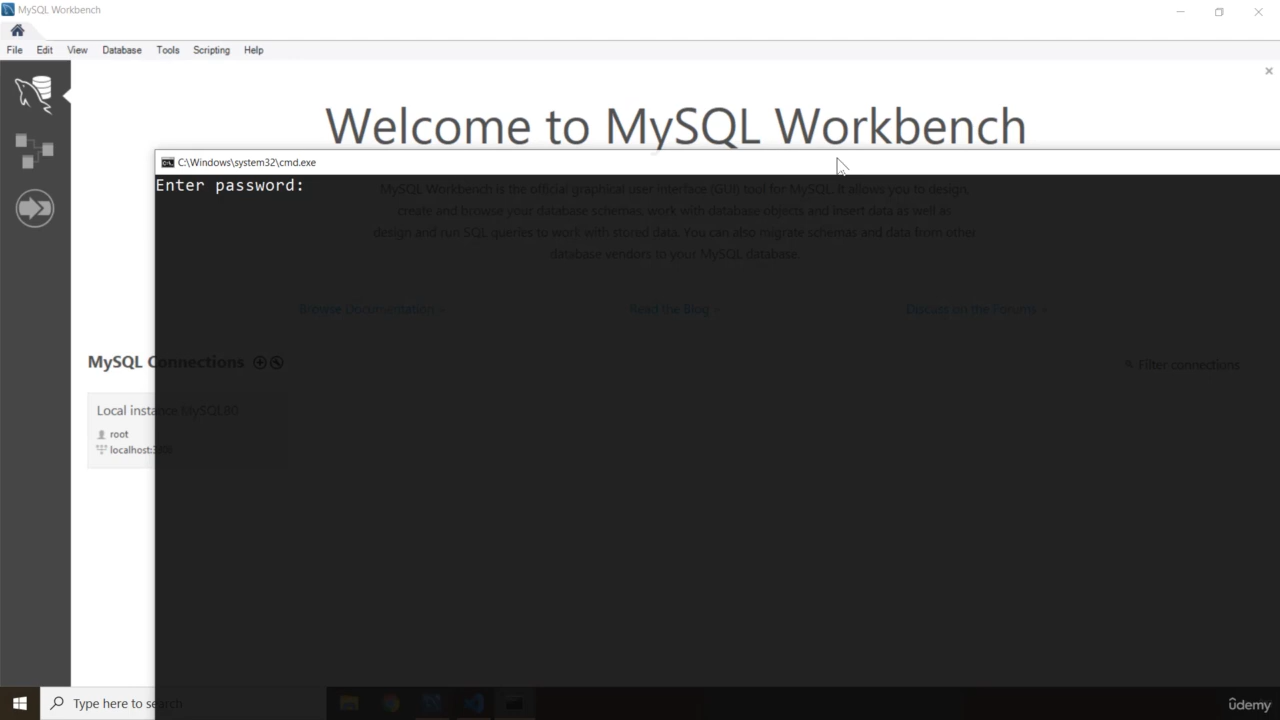 MySQL Workbench
File Edit View Database Tools Scripting Help
Welcome to MySQL Workbench
C:\Windows\system32\cmd.exe
Enter password:
MySQL Workbench is the official graphical user interface (GUI) tool for MySQL. It allows you to design,
create and browse your database schemas, work with database objects and insert data as well as
design and run SQL queries to work with stored data. You can also migrate schemas and data from other
database vendors to your MySQL database.
Browse Documentation Read the Blog Discuss on the Forums
MySQL Connections
Filter connections
Local instance MySQL80
root
localhost:3306
Type here to search
ûdemy